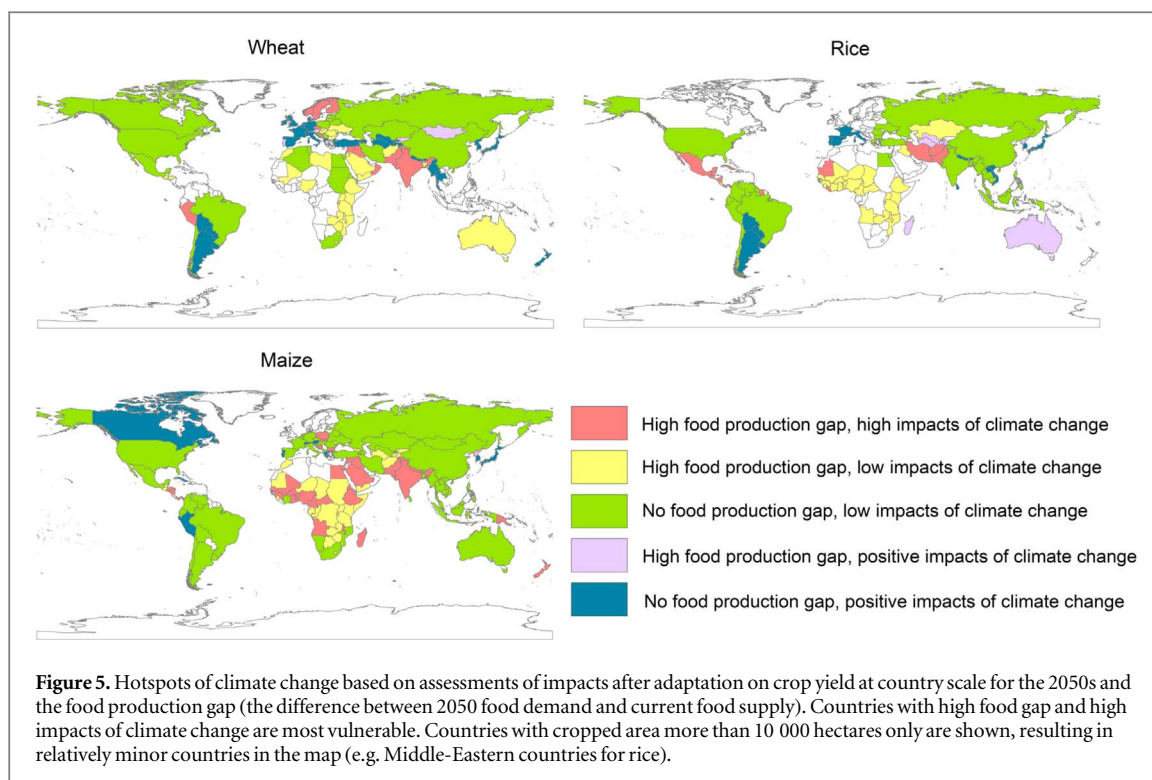 Wheat
Rice
Maize
High food production gap, high impacts of climate change
High food production gap, low impacts of climate change
No food production gap, low impacts of climate change
High food production gap, positive impacts of climate change
No food production gap, positive impacts of climate change
Figure 5. Hotspots of climate change based on assessments of impacts after adaptation on crop yield at country scale for the 2050s and
the food production gap (the difference between 2050 food demand and current food supply). Countries with high food gap and high
impacts of climate change are most vulnerable. Countries with cropped area more than 10 000 hectares only are shown, resulting in
relatively minor countries in the map (e.g. Middle-Eastern countries for rice).